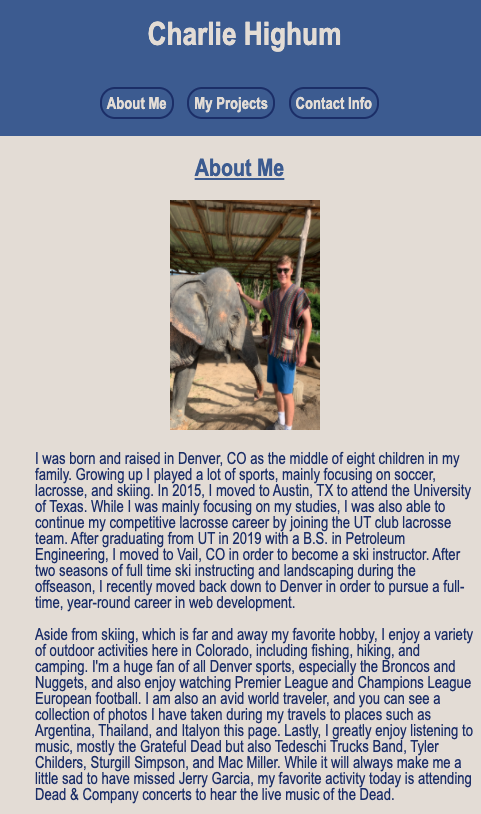 Charlie Highum
About Me
My Projects
Contact Info
About Me
I was born and raised in Denver, CO as the middle of eight children in my
family. Growing up I played a lot of sports, mainly focusing on soccer,
lacrosse, and skiing. In 2015, I moved to Austin, TX to attend the University
of Texas. While I was mainly focusing on my studies, I was also able to
continue my competitive lacrosse career by joining the UT club lacrosse
team. After graduating from UT in 2019 with a B.S. in Petroleum
Engineering, I moved to Vail, CO in order to become a ski instructor. After
two seasons of full time ski instructing and landscaping during the
offseason, I recently moved back down to Denver in order to pursue a full-
time, year-round career in web development.
Aside from skiing, which is far and away my favorite hobby, I enjoy a variety
of outdoor activities here in Colorado, including fishing, hiking, and
camping. I'm a huge fan of all Denver sports, especially the Broncos and
Nuggets, and also enjoy watching Premier League and Champions League
European football. I am also an avid world traveler, and you can see a
collection of photos I have taken during my travels to places such as
Argentina, Thailand, and Italyon this page. Lastly, I greatly enjoy listening to
music, mostly the Grateful Dead but also Tedeschi Trucks Band, Tyler
Childers, Sturgill Simpson, and Mac Miller. While it will always make me a
little sad to have missed Jerry Garcia, my favorite activity today is attending
Dead & Company concerts to hear the live music of the Dead.